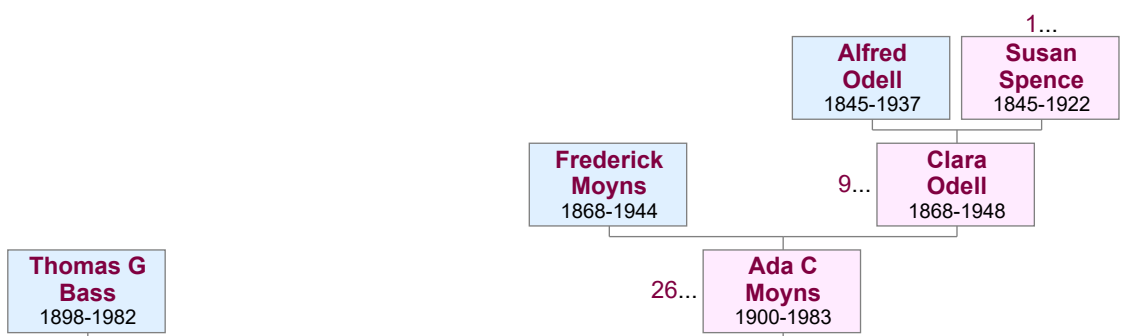 1...
Alfred
Odell
1845-1937
Susan
Spence
1845-1922
Frederick
Moyns
1868-1944
9...
Clara
Odell
1868-1948
Thomas G
Bass
1898-1982
26...
Ada C
Moyns
1900-1983